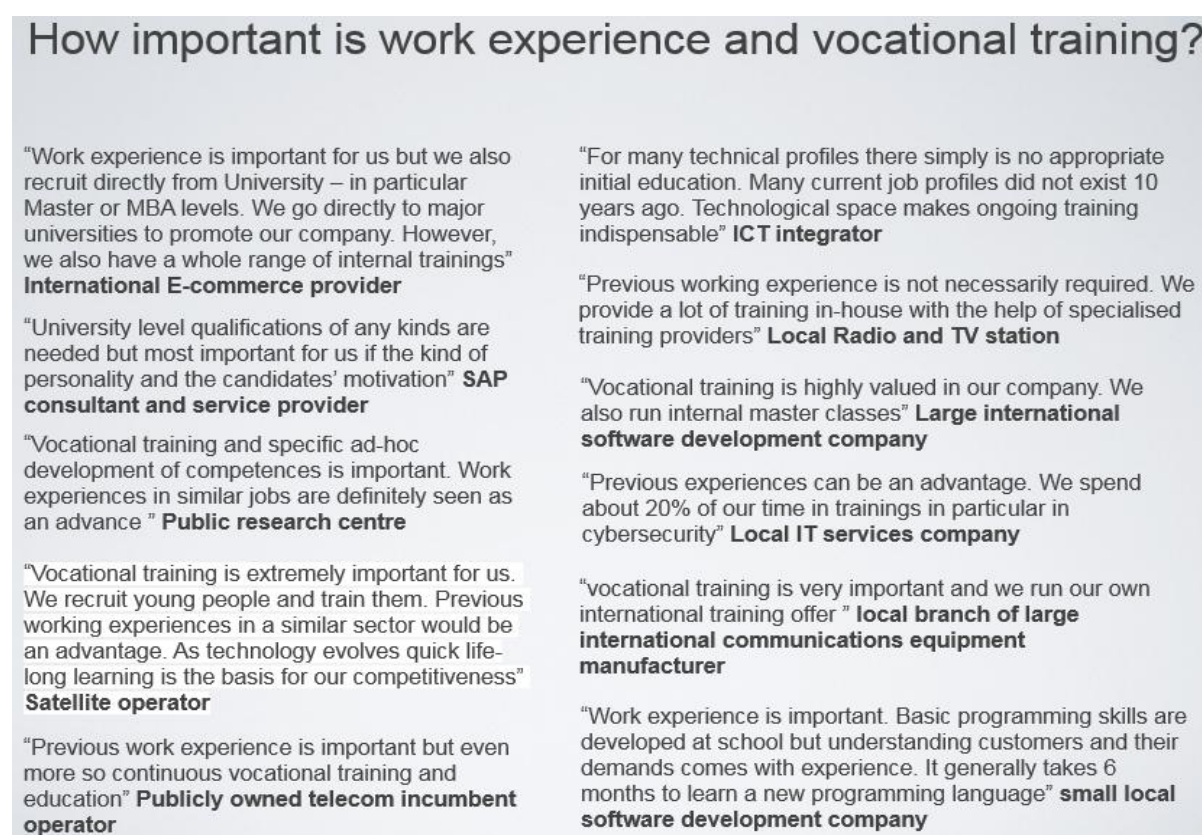 How important is work experience and vocational training?
“Work experience is important for us but we also
recruit directly from University – in particular
Master or MBA levels. We go directly to major
universities to promote our company. However,
we also have a whole range of internal trainings”
International E-commerce provider
“University level qualifications of any kinds are
needed but most important for us if the kind of
personality and the candidates’ motivation” SAP
consultant and service provider
“Vocational training and specific ad-hoc
development of competences is important. Work
experiences in similar jobs are definitely seen as
an advance ” Public research centre
“Vocational training is extremely important for us.
We recruit young people and train them. Previous
working experiences in a similar sector would be
an advantage. As technology evolves quick life-
long learning is the basis for our competitiveness”
Satellite operator
“Previous work experience is important but even
more so continuous vocational training and
education” Publicly owned telecom incumbent
operator
“For many technical profiles there simply is no appropriate
initial education. Many current job profiles did not exist 10
years ago. Technological space makes ongoing training
indispensable” ICT integrator
“Previous working experience is not necessarily required. We
provide a lot of training in-house with the help of specialised
training providers” Local Radio and TV station
“Vocational training is highly valued in our company. We
also run internal master classes” Large international
software development company
“Previous experiences can be an advantage. We spend
about 20% of our time in trainings in particular in
cybersecurity” Local IT services company
“vocational training is very important and we run our own
international training offer ” local branch of large
international communications equipment
manufacturer
“Work experience is important. Basic programming skills are
developed at school but understanding customers and their
demands comes with experience. It generally takes 6
months to learn a new programming language” small local
software development company